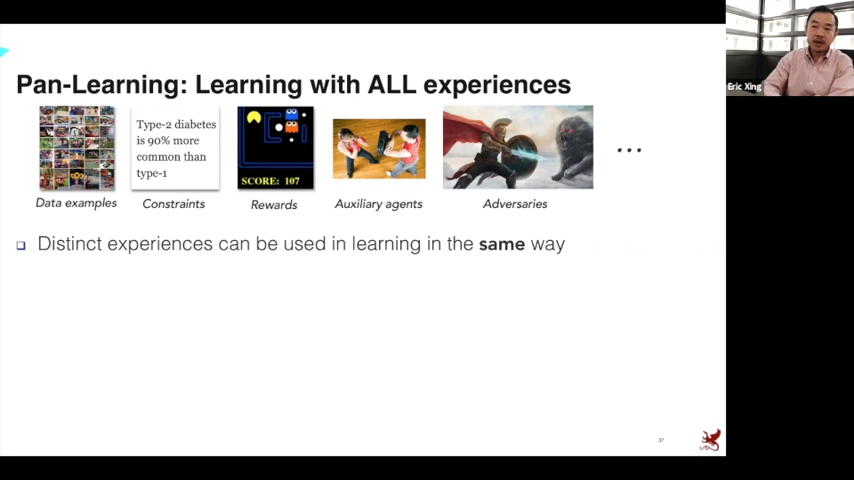 Pan-Learning: Learning with ALL experiences
Type-2 diabetes
is 90% more
common than
type-1
SCORE: 107
Data examples
Constraints
Rewards
Auxiliary agents
Adversaries
...
Distinct experiences can be used in learning in the same way
37
Eric Xing